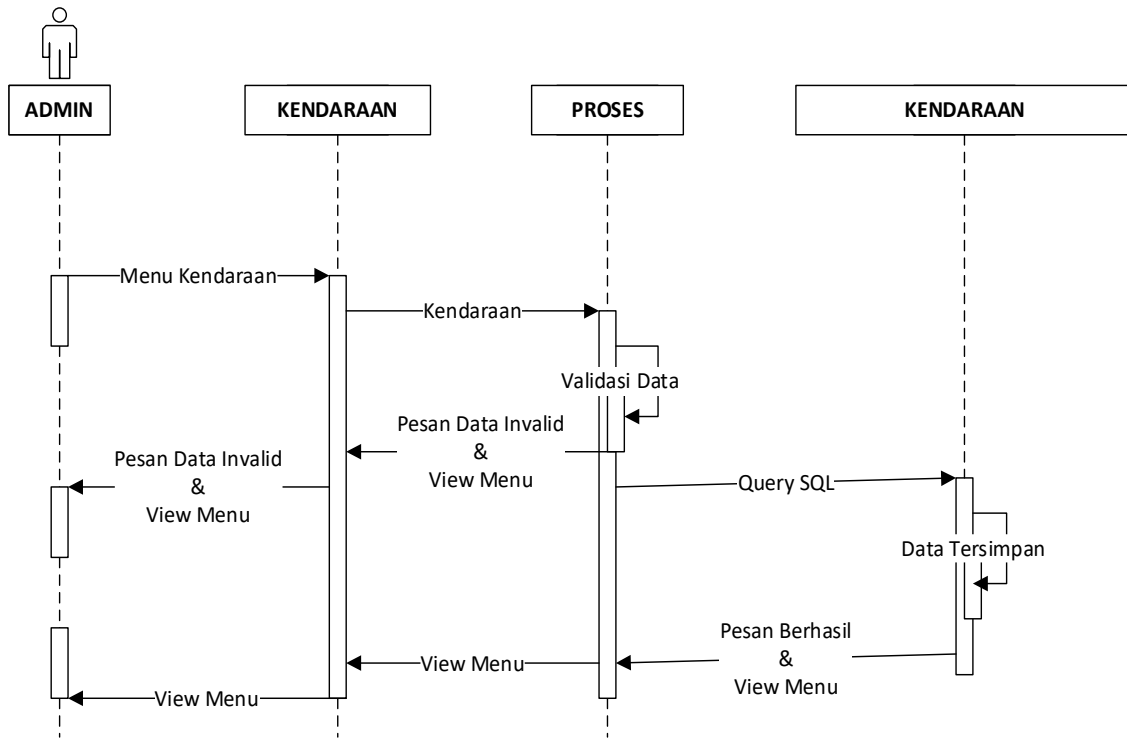 ADMIN
KENDARAAN
PROSES
KENDARAAN
Menu Kendaraan
Kendaraan
Validasi Data
Pesan Data Invalid
&
View Menu
Pesan Data Invalid
&
View Menu
Query SQL
Data Tersimpan
Pesan Berhasil
&
View Menu
View Menu
View Menu